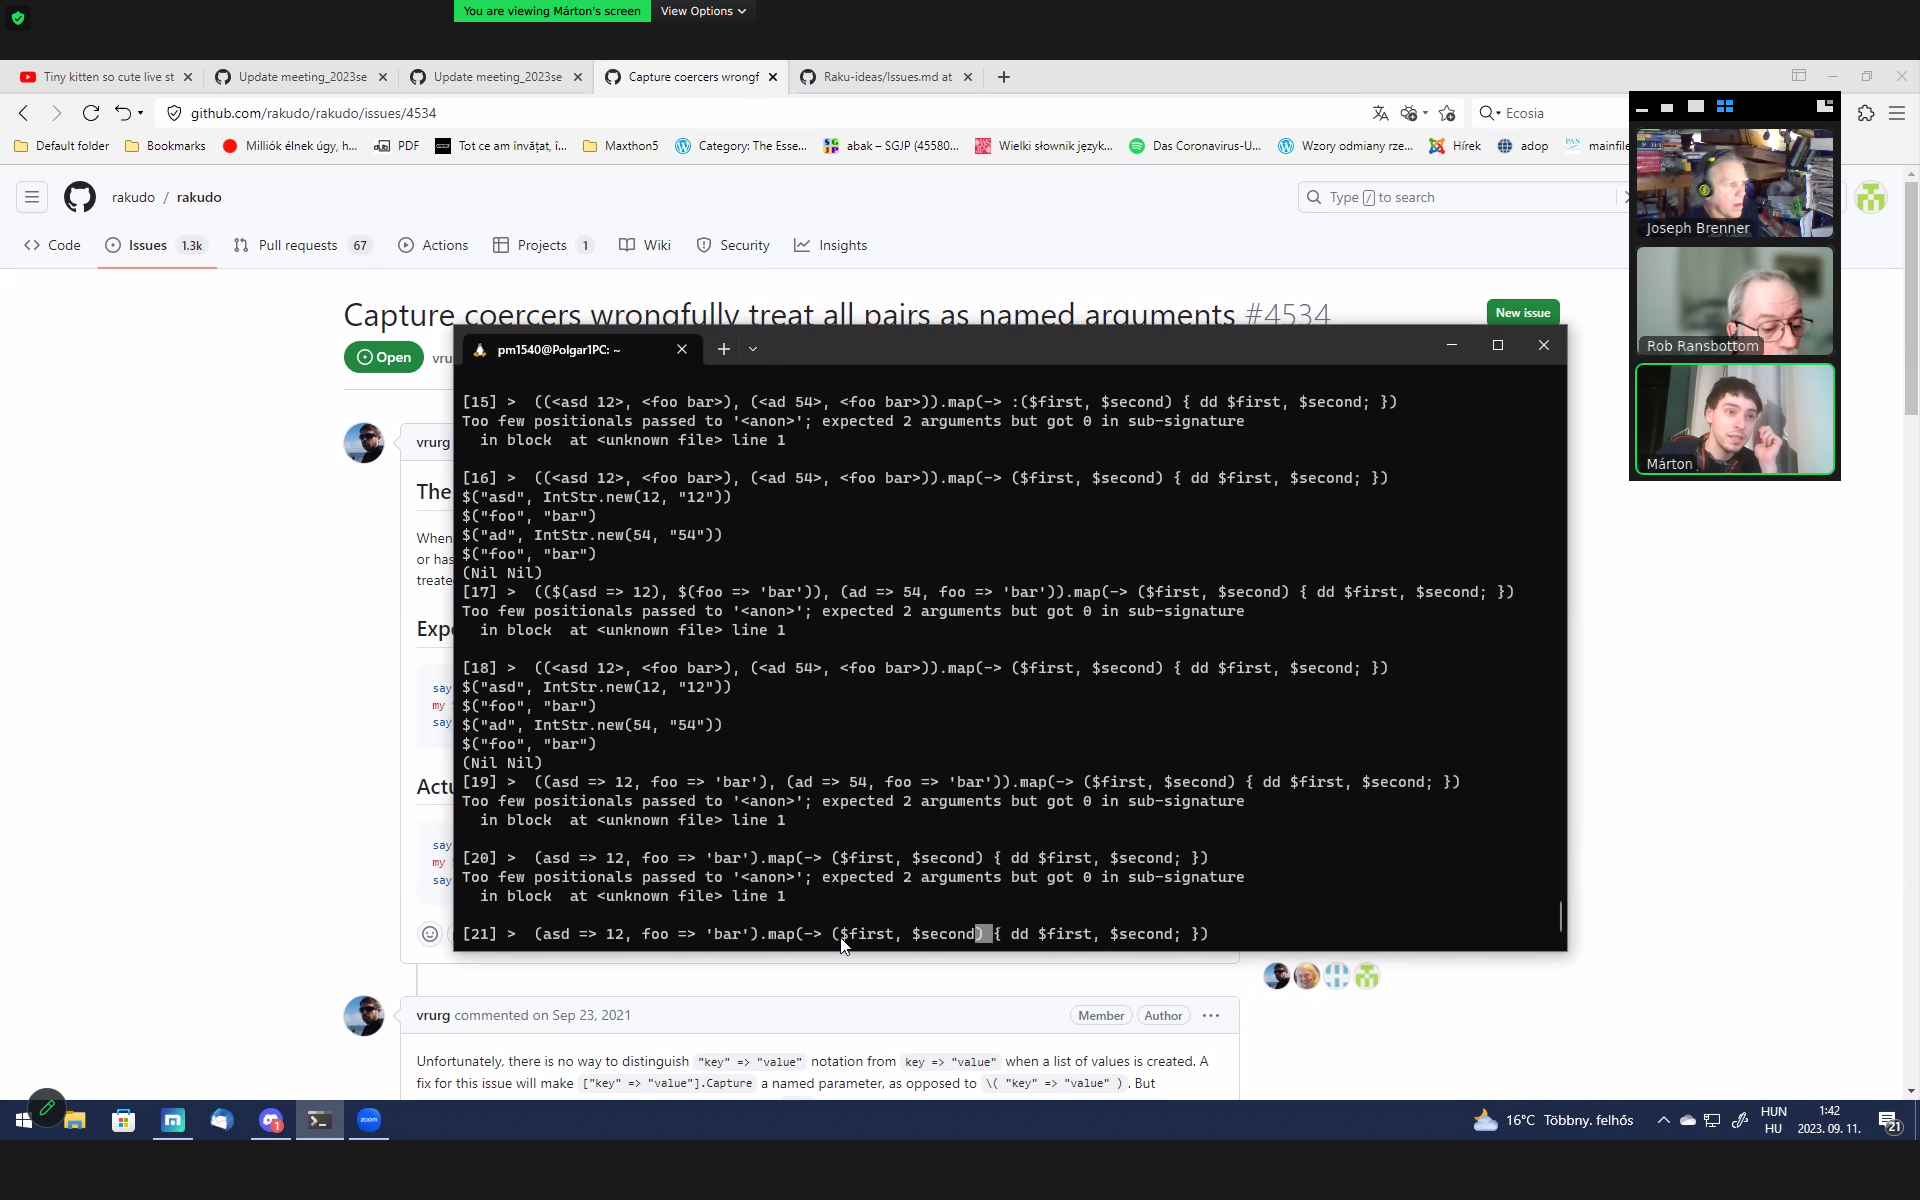 You are viewing Márton's screen
View Options
Tiny kitten so cute live st
Update meeting_2023se
Update meeting_2023se
Capture coercers wrongf
Raku-ideas/Issues.md at
github.com/rakudo/rakudo/issues/4534
Ecosia
Default folder
Bookmarks
Milliók élnek úgy, h...
PDF
Tot ce am învățat, î...
Maxthon5
Category: The Esse...
abak – SGJP (45580...
Wielki słownik język...
Das Coronavirus-U...
Wzory odmiany rze...
Hírek
adop
mainfile
rakudo / rakudo
Type / to search
Code
Issues 1.3k
Pull requests 67
Actions
Projects 1
Wiki
Security
Insights
Joseph Brenner
Rob Ransbottom
Márton
Capture coercers wrongfully treat all pairs as named arguments #4534
New issue
Open
vru
pm1540@Polgar1PC: ~
vrurg
The
When
or has
treate
Expe
say
my
say
Actu
say
my
say
[15] > ((<asd 12>, <foo bar>), (<ad 54>, <foo bar>)).map(-> :($first, $second) { dd $first, $second; })
Too few positionals passed to '<anon>'; expected 2 arguments but got 0 in sub-signature
in block at <unknown file> line 1
[16] > ((<asd 12>, <foo bar>), (<ad 54>, <foo bar>)).map(-> ($first, $second) { dd $first, $second; })
$("asd", IntStr.new(12, "12"))
$("foo", "bar")
$("ad", IntStr.new(54, "54"))
$("foo", "bar")
(Nil Nil)
[17] > (($(asd => 12), $(foo => 'bar')), (ad => 54, foo => 'bar')).map(-> ($first, $second) { dd $first, $second; })
Too few positionals passed to '<anon>'; expected 2 arguments but got 0 in sub-signature
in block at <unknown file> line 1
[18] > ((<asd 12>, <foo bar>), (<ad 54>, <foo bar>)).map(-> ($first, $second) { dd $first, $second; })
$("asd", IntStr.new(12, "12"))
$("foo", "bar")
$("ad", IntStr.new(54, "54"))
$("foo", "bar")
(Nil Nil)
[19] > ((asd => 12, foo => 'bar'), (ad => 54, foo => 'bar')).map(-> ($first, $second) { dd $first, $second; })
Too few positionals passed to '<anon>'; expected 2 arguments but got 0 in sub-signature
in block at <unknown file> line 1
[20] > (asd => 12, foo => 'bar').map(-> ($first, $second) { dd $first, $second; })
Too few positionals passed to '<anon>'; expected 2 arguments but got 0 in sub-signature
in block at <unknown file> line 1
[21] > (asd => 12, foo => 'bar').map(-> ($first, $second) { dd $first, $second; })
vrurg commented on Sep 23, 2021
Member
Author
Unfortunately, there is no way to distinguish "key" => "value" notation from key => "value" when a list of values is created. A
fix for this issue will make ["key" => "value"].Capture a named parameter, as opposed to \( "key" => "value" ) . But
zoom
1
16°C Többny. felhős
HUN
HU
1:42
2023. 09. 11.
21